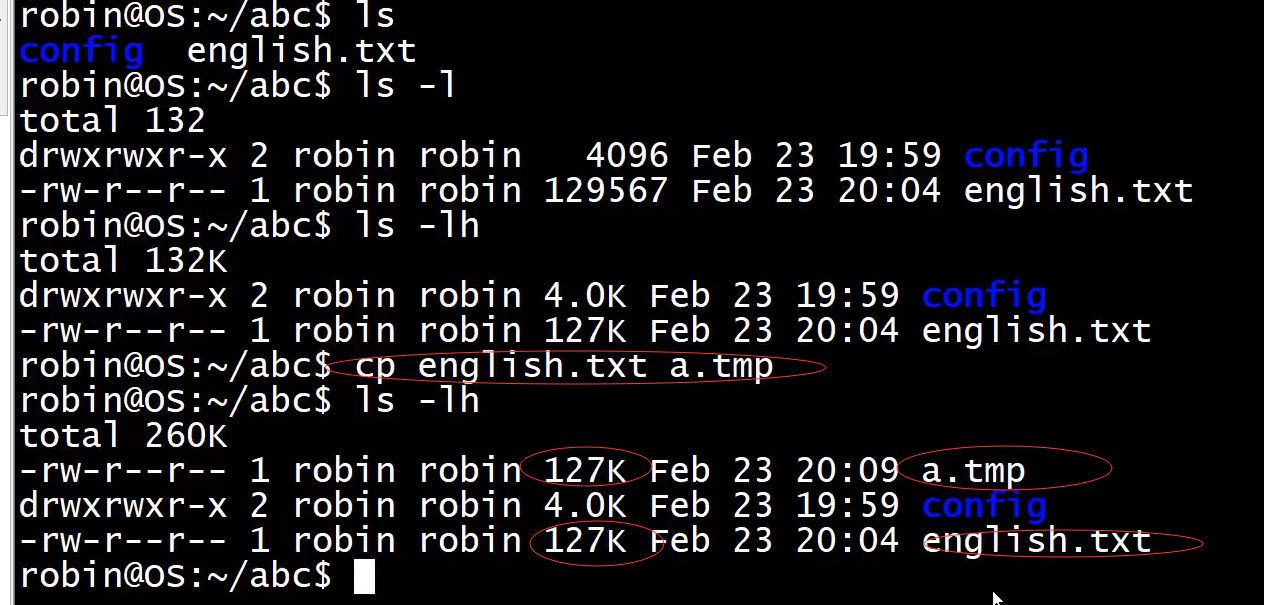 robin@OS:~/abc$ ls
config  english.txt
robin@OS:~/abc$ ls -l
total 132
drwxrwxr-x 2 robin robin   4096 Feb 23 19:59 config
-rw-r--r-- 1 robin robin 129567 Feb 23 20:04 english.txt
robin@OS:~/abc$ ls -lh
total 132K
drwxrwxr-x 2 robin robin 4.0K Feb 23 19:59 config
-rw-r--r-- 1 robin robin 127K Feb 23 20:04 english.txt
robin@OS:~/abc$ cp english.txt a.tmp
robin@OS:~/abc$ ls -lh
total 260K
-rw-r--r-- 1 robin robin 127K Feb 23 20:09 a.tmp
drwxrwxr-x 2 robin robin 4.0K Feb 23 19:59 config
-rw-r--r-- 1 robin robin 127K Feb 23 20:04 english.txt
robin@OS:~/abc$